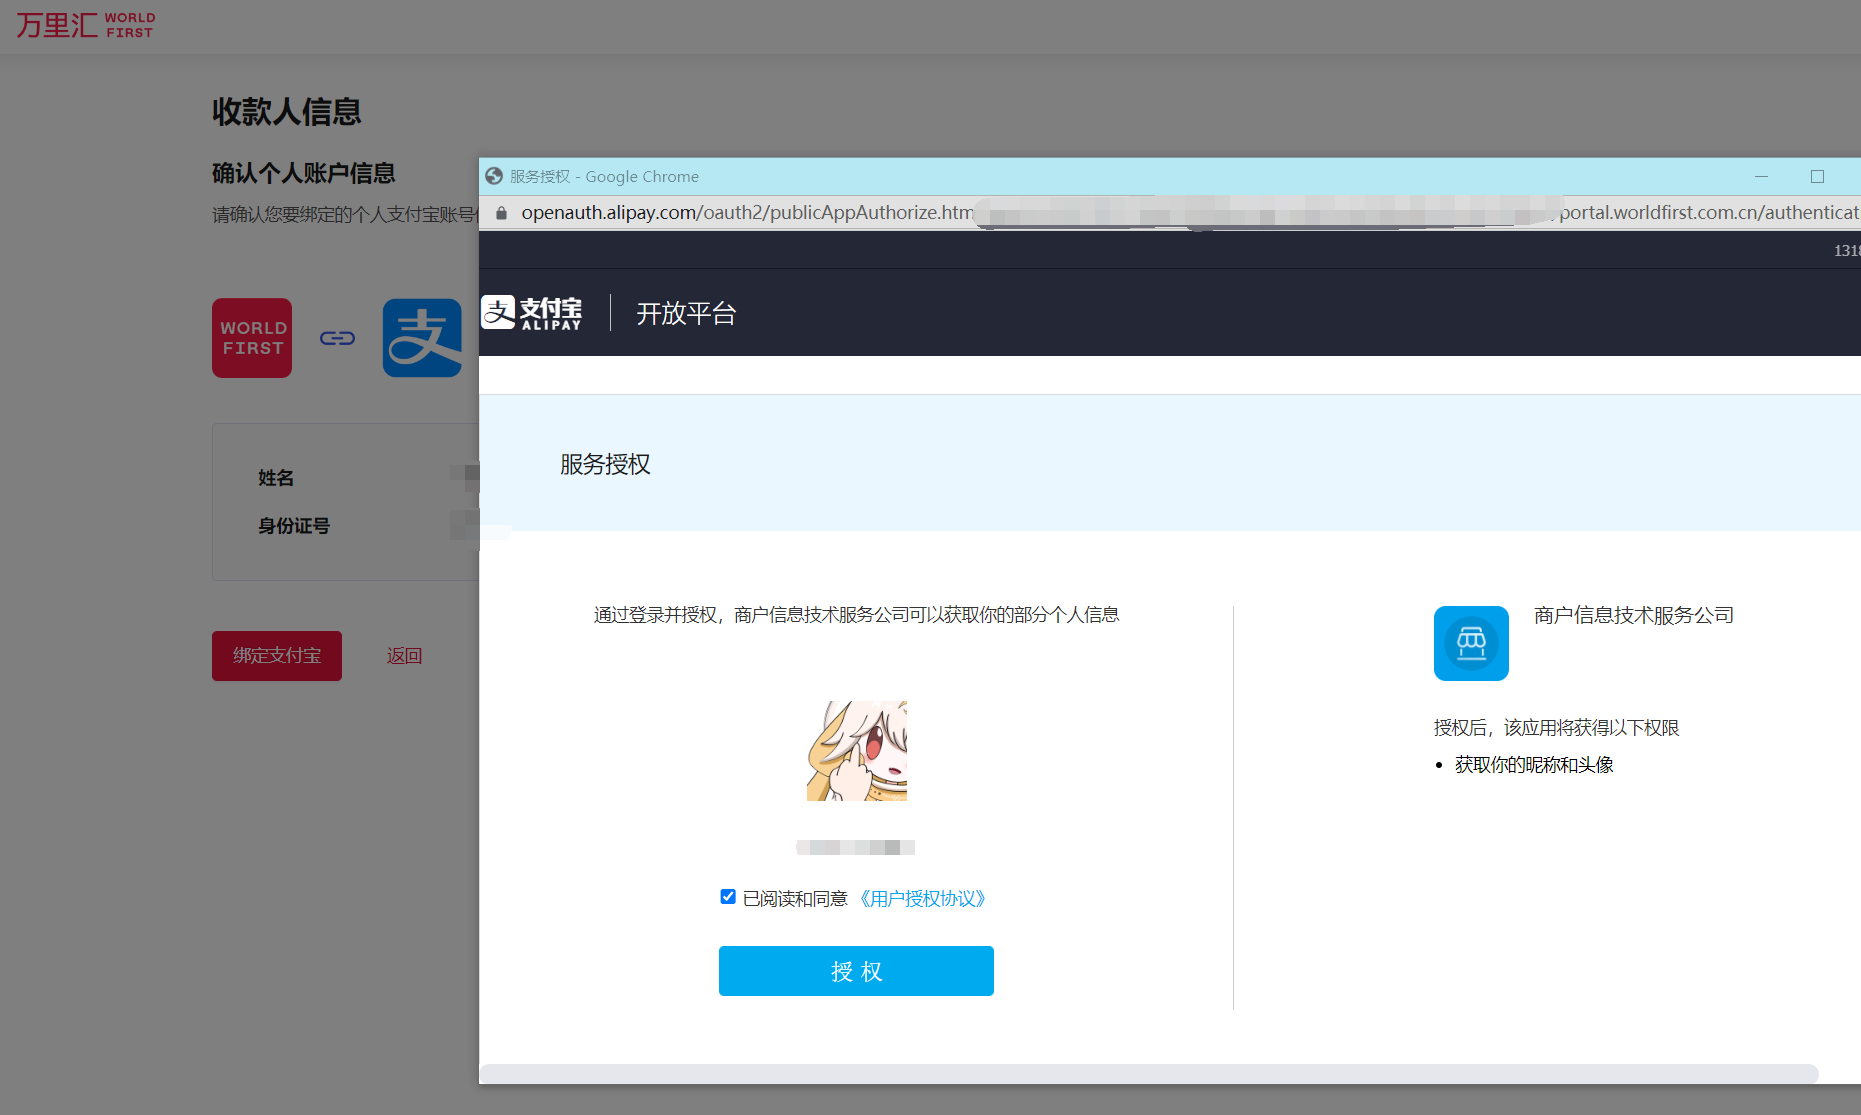 万里汇 WORLD FIRST
收款人信息
确认个人账户信息
请确认您要绑定的个人支付宝账号
WORLD FIRST
支
姓名
身份证号
绑定支付宝 返回
服务授权 - Google Chrome
openauth.alipay.com/oauth2/publicAppAuthorize.htm portal.worldfirst.com.cn/authenticat
131
支 支付宝 ALIPAY 开放平台
服务授权
通过登录并授权，商户信息技术服务公司可以获取你的部分个人信息
已阅读和同意 《用户授权协议》
授 权
商户信息技术服务公司
授权后，该应用将获得以下权限
• 获取你的昵称和头像